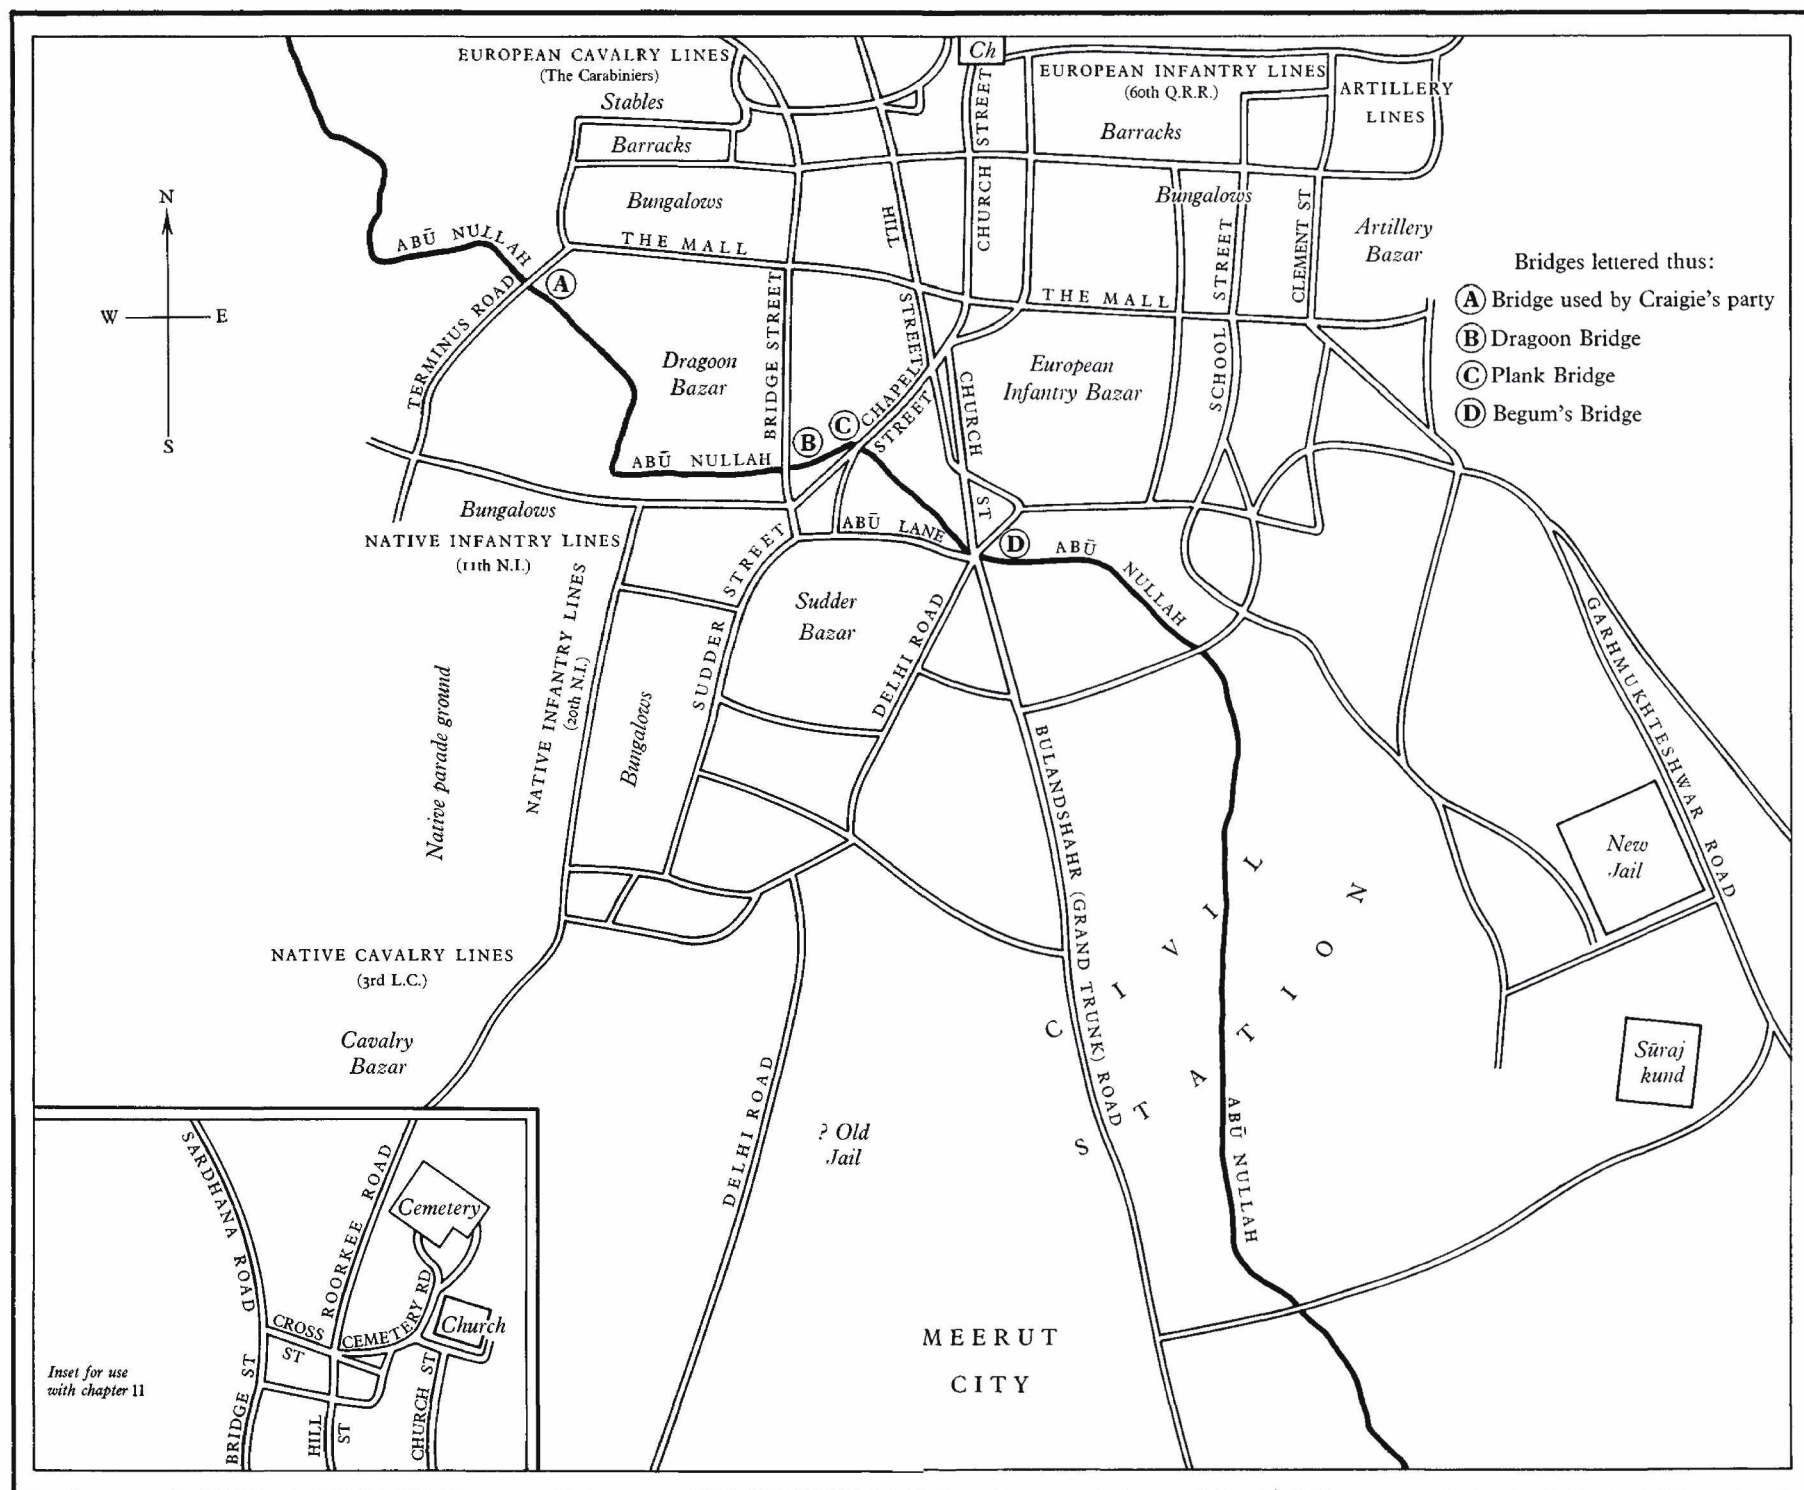 EUROPEAN CAVALRY LINES
(The Carabiniers)
Stables
Barracks
Bungalows
Ch
EUROPEAN INFANTRY LINES
(60th Q.R.R.)
Barracks
ARTILLERY
LINES
Bungalows
Artillery
Bazar
N
W
E
S
ABŪ NULLAH
THE MALL
HILL
STREET
CHURCH STREET
CHURCH STREET
THE MALL
SCHOOL STREET
CLEMENT ST
A
TERMINUS ROAD
Dragoon
Bazar
BRIDGE STREET
European
Infantry Bazar
Bridges lettered thus:
A Bridge used by Craigie's party
B Dragoon Bridge
C Plank Bridge
D Begum's Bridge
B
C
CHAPEL
STREET
CHURCH
ST
ABŪ NULLAH
Bungalows
NATIVE INFANTRY LINES
(11th N.I.)
ABŪ LANE
D
ABŪ
NULLAH
NATIVE INFANTRY LINES
(20th N.I.)
SUDDER STREET
Sudder
Bazar
DELHI ROAD
Native parade ground
Bungalows
BULANDSHAHR (GRAND TRUNK) ROAD
GARHMUKHTESHWAR ROAD
New
Jail
CIVIL
STATION
Sūraj
kund
NATIVE CAVALRY LINES
(3rd L.C.)
Cavalry
Bazar
DELHI ROAD
? Old
Jail
ABŪ NULLAH
MEERUT
CITY
SARDHANA ROAD
ROORKEE ROAD
Cemetery
CEMETERY RD
Church
CROSS
ST
BRIDGE ST
HILL
ST
CHURCH ST
Inset for use
with chapter 11